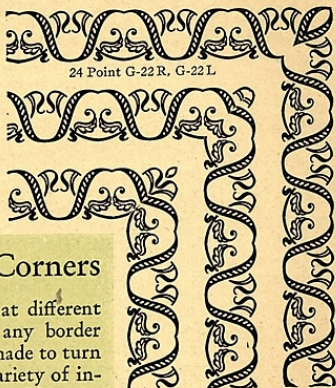 24 Point G-22 R, G-22 L
Corners
at different
any border
made to turn
variety of in-